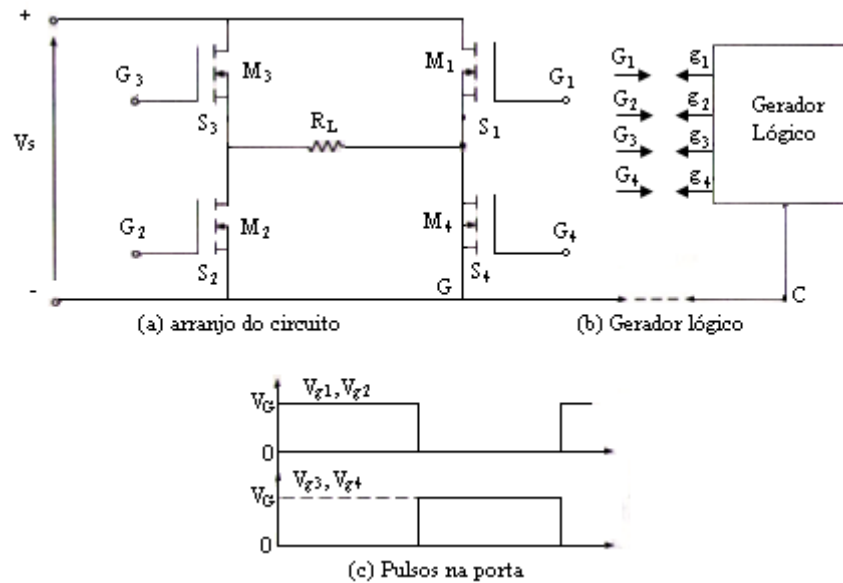 +
G3
M3
M1
G1
S3
RL
S1
Vs
G2
M2
M4
G4
S2
G
S4
-
(a) arranjo do circuito
G1 g1
G2 g2
G3 g3
G4 g4
Gerador
Lógico
C
(b) Gerador lógico
VG Vg1, Vg2
0
VG Vg3, Vg4
0
(c) Pulsos na porta